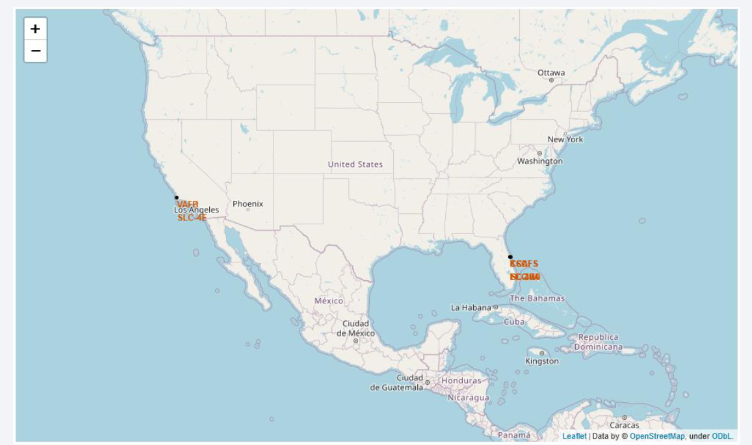 +
−
Ottawa
New York
Washington
United States
VAFB
SLC-4E
Los Angeles
Phoenix
México
Ciudad
de México
La Habana
The Bahamas
Cuba
República
Dominicana
Kingston
Ciudad
de Guatemala
Honduras
Nicaragua
Caracas
Panamá
Leaflet | Data by © OpenStreetMap, under ODbL.